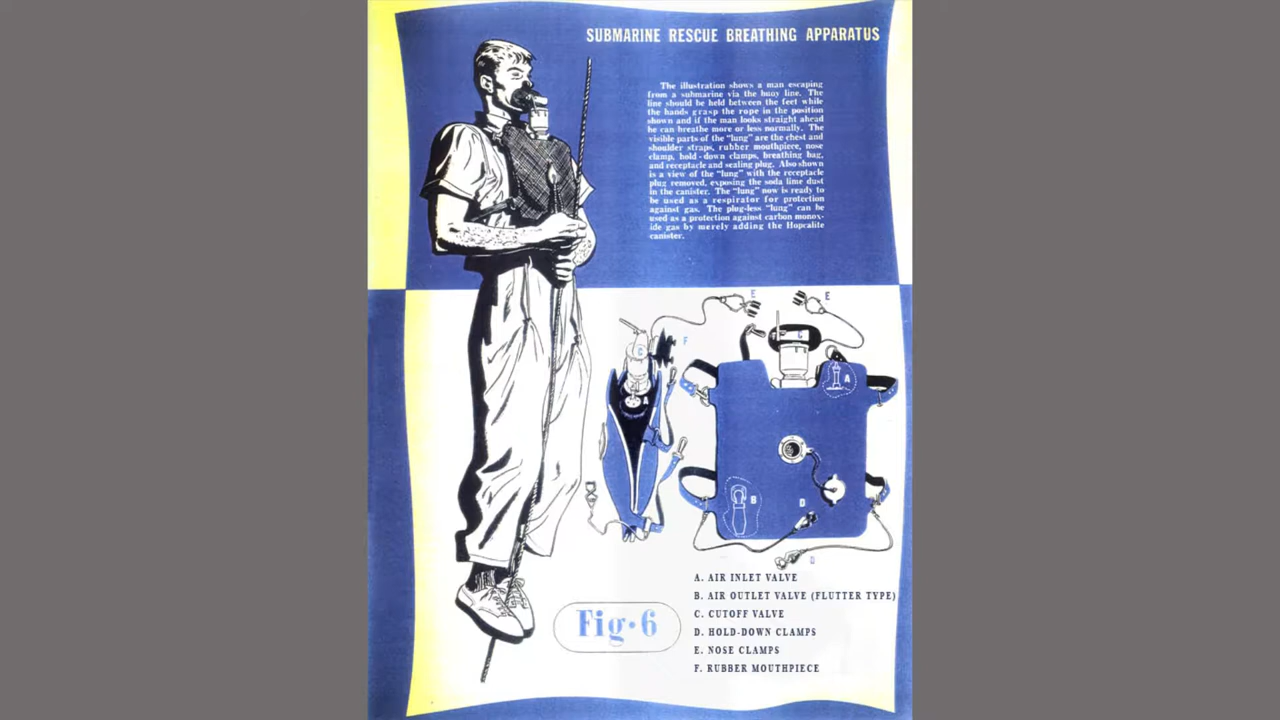 SUBMARINE RESCUE BREATHING APPARATUS
The illustration shows a man escaping
from a submarine via the buoy line. The
line should be held between the feet while
the hands grasp the rope in the position
shown and if the man looks straight ahead
he can breathe more or less normally. The
visible parts of the "lung" are the chest and
shoulder straps, rubber mouthpiece, nose
clamp, hold-down clamps, breathing bag,
and receptacle and sealing plug. Also shown
is a view of the "lung" with the receptacle
plug removed, exposing the soda lime dust
in the canister. The "lung" now is ready to
be used as a respirator for protection
against gas. The plug-less "lung" can be
used as a protection against carbon monox-
ide gas by merely adding the Hopcalite
canister.
E
E
F
C
C
A
A
B
D
D
A. AIR INLET VALVE
B. AIR OUTLET VALVE (FLUTTER TYPE)
C. CUTOFF VALVE
D. HOLD-DOWN CLAMPS
E. NOSE CLAMPS
F. RUBBER MOUTHPIECE
Fig·6